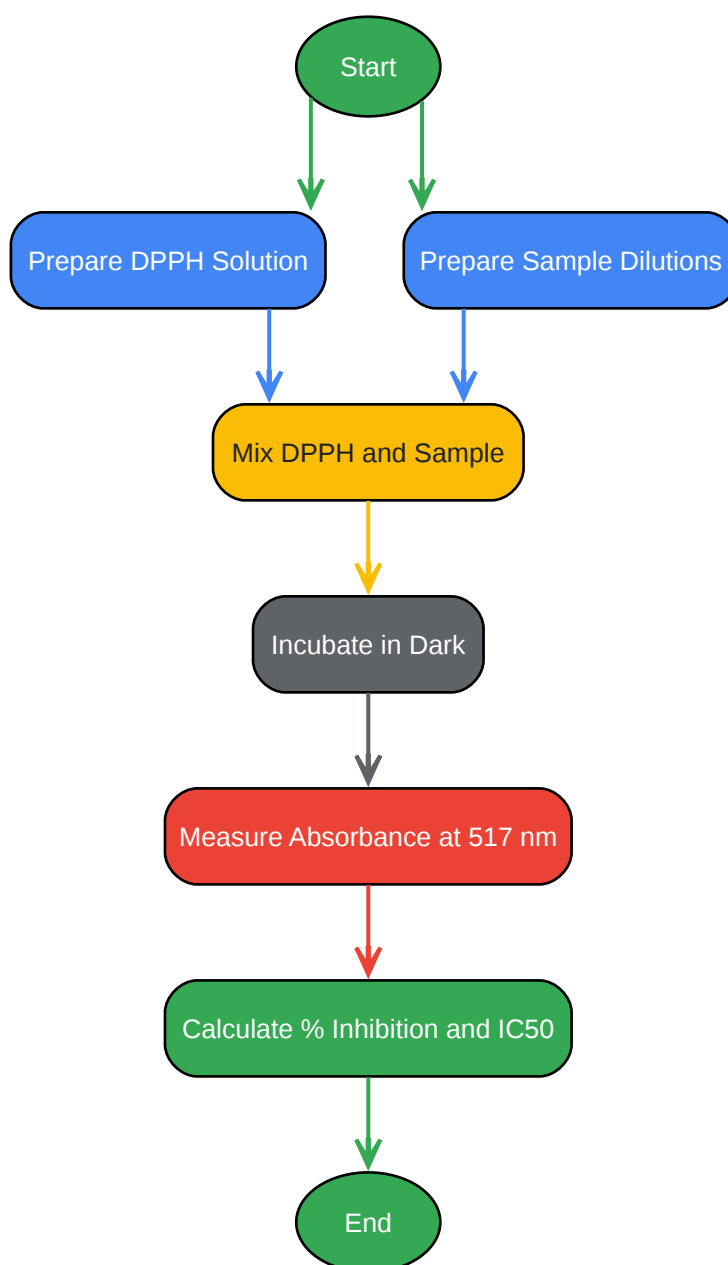 Start
Prepare DPPH Solution
Prepare Sample Dilutions
Mix DPPH and Sample
Incubate in Dark
Measure Absorbance at 517 nm
Calculate % Inhibition and IC50
End